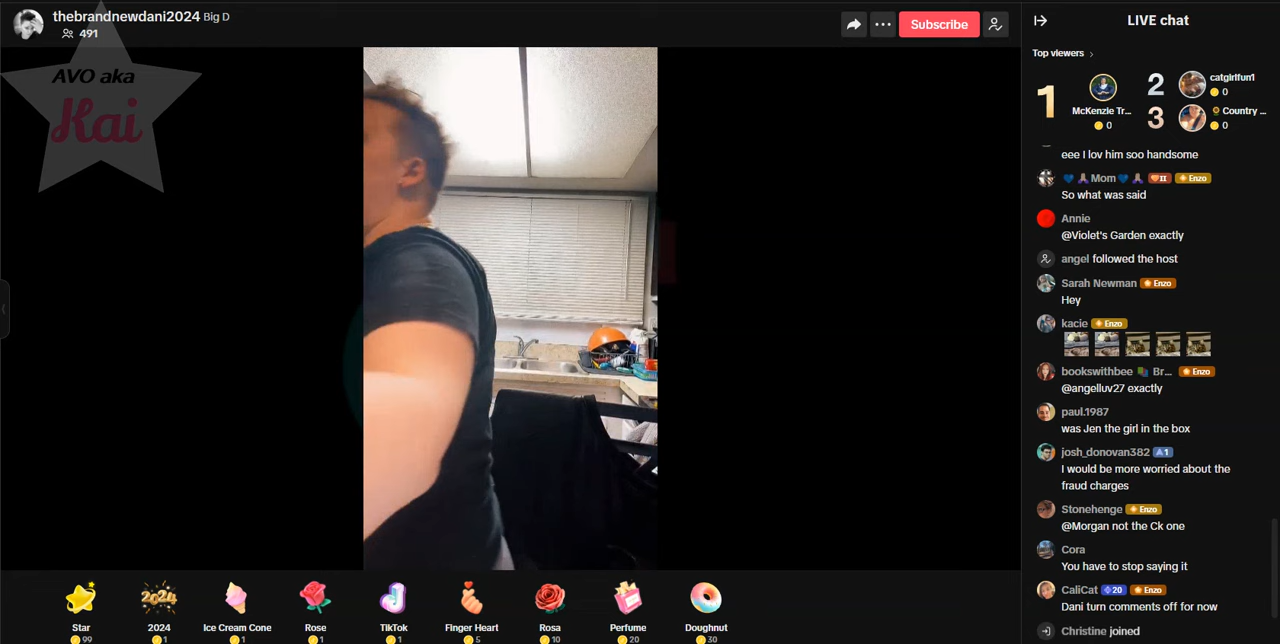 thebrandnewdani2024 Big D
491
Subscribe
AVO aka
Kai
LIVE chat
Top viewers
1
McKenzie Tr...
0
2
catgirlfun1
0
3
Country ...
0
eee I lov him soo handsome
Mom II Enzo
So what was said
Annie
@Violet's Garden exactly
angel followed the host
Sarah Newman Enzo
Hey
kacie Enzo
bookswithbee Br... Enzo
@angelluv27 exactly
paul.1987
was Jen the girl in the box
josh_donovan382 A1
I would be more worried about the
fraud charges
Stonehenge Enzo
@Morgan not the Ck one
Cora
You have to stop saying it
CaliCat 20 Enzo
Dani turn comments off for now
Christine joined
2024
Star
99
2024
1
Ice Cream Cone
1
Rose
1
TikTok
1
Finger Heart
5
Rosa
10
Perfume
20
Doughnut
30